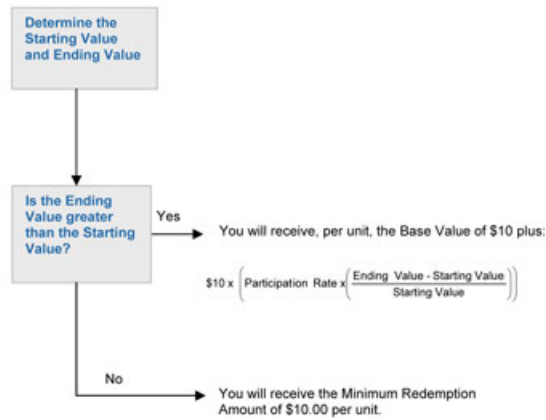 Determine the
Starting Value
and Ending Value
Is the Ending
Value greater
than the Starting
Value?
Yes
You will receive, per unit, the Base Value of $10 plus:
$10 x (Participation Rate x (Ending Value - Starting Value
Starting Value))
No
You will receive the Minimum Redemption
Amount of $10.00 per unit.